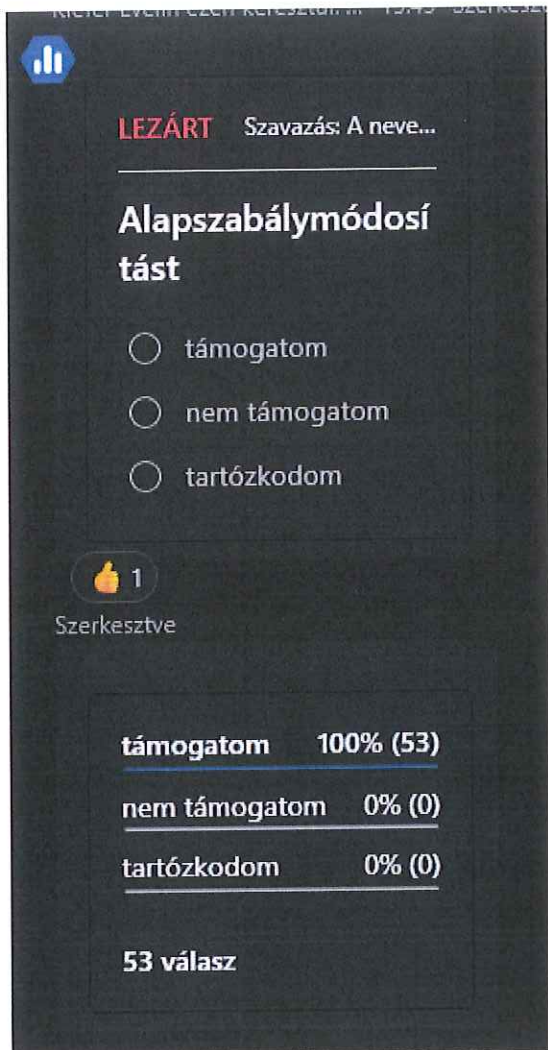 LEZÁRT Szavazás: A neve...
Alapszabálymódosí
tást
támogatom
nem támogatom
tartózkodom
👍 1
Szerkesztve
támogatom 100% (53)
nem támogatom 0% (0)
tartózkodom 0% (0)
53 válasz